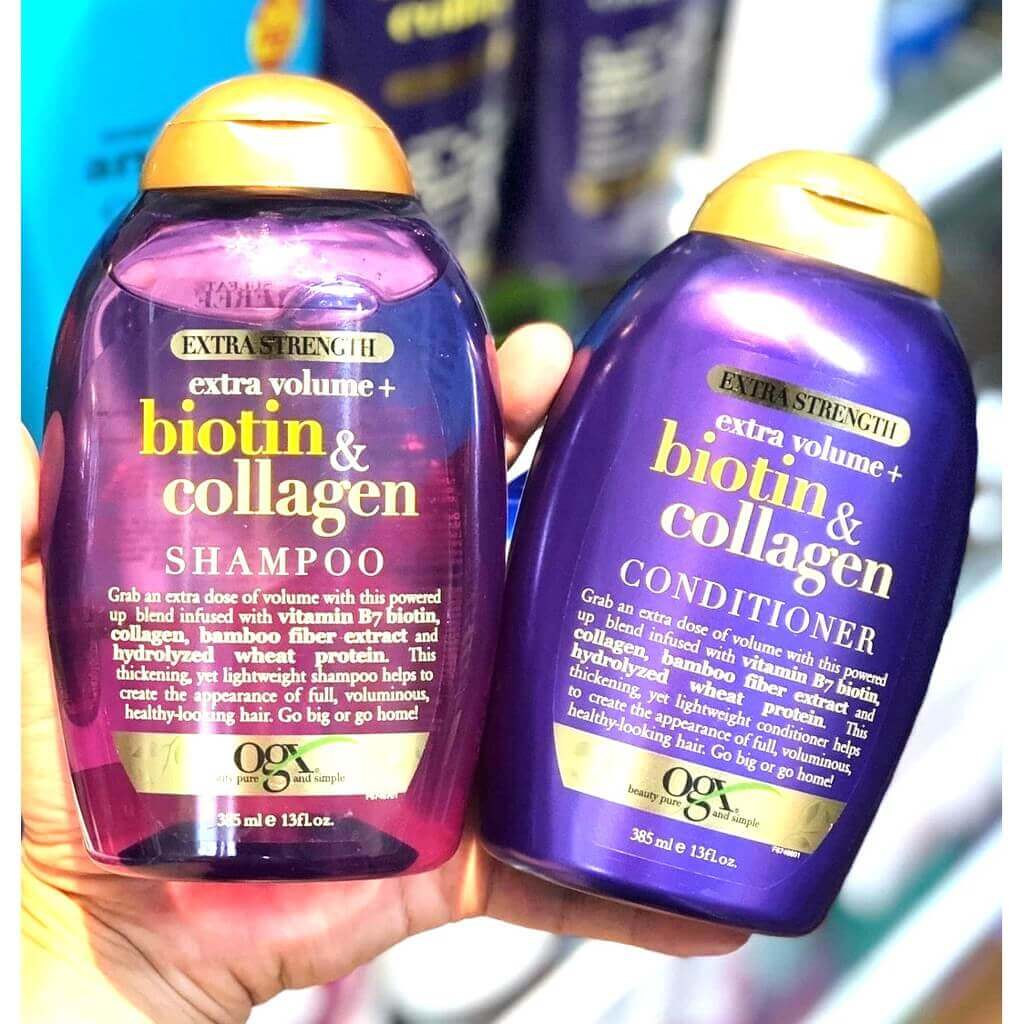 EXTRA STRENGTH
extra volume +
biotin &
collagen
SHAMPOO
Grab an extra dose of volume with this powered
up blend infused with vitamin B7 biotin,
collagen, bamboo fiber extract and
hydrolyzed wheat protein. This
thickening, yet lightweight shampoo helps to
create the appearance of full, voluminous,
healthy-looking hair. Go big or go home!
ogx®
beauty pure and simple
385 ml e 13fl.oz.
EXTRA STRENGTH
extra volume +
biotin &
collagen
CONDITIONER
Grab an extra dose of volume with this powered
up blend infused with vitamin B7 biotin,
collagen, bamboo fiber extract and
hydrolyzed wheat protein. This
thickening, yet lightweight conditioner helps
to create the appearance of full, voluminous,
healthy-looking hair. Go big or go home!
ogx®
beauty pure and simple
385 ml e 13fl.oz.